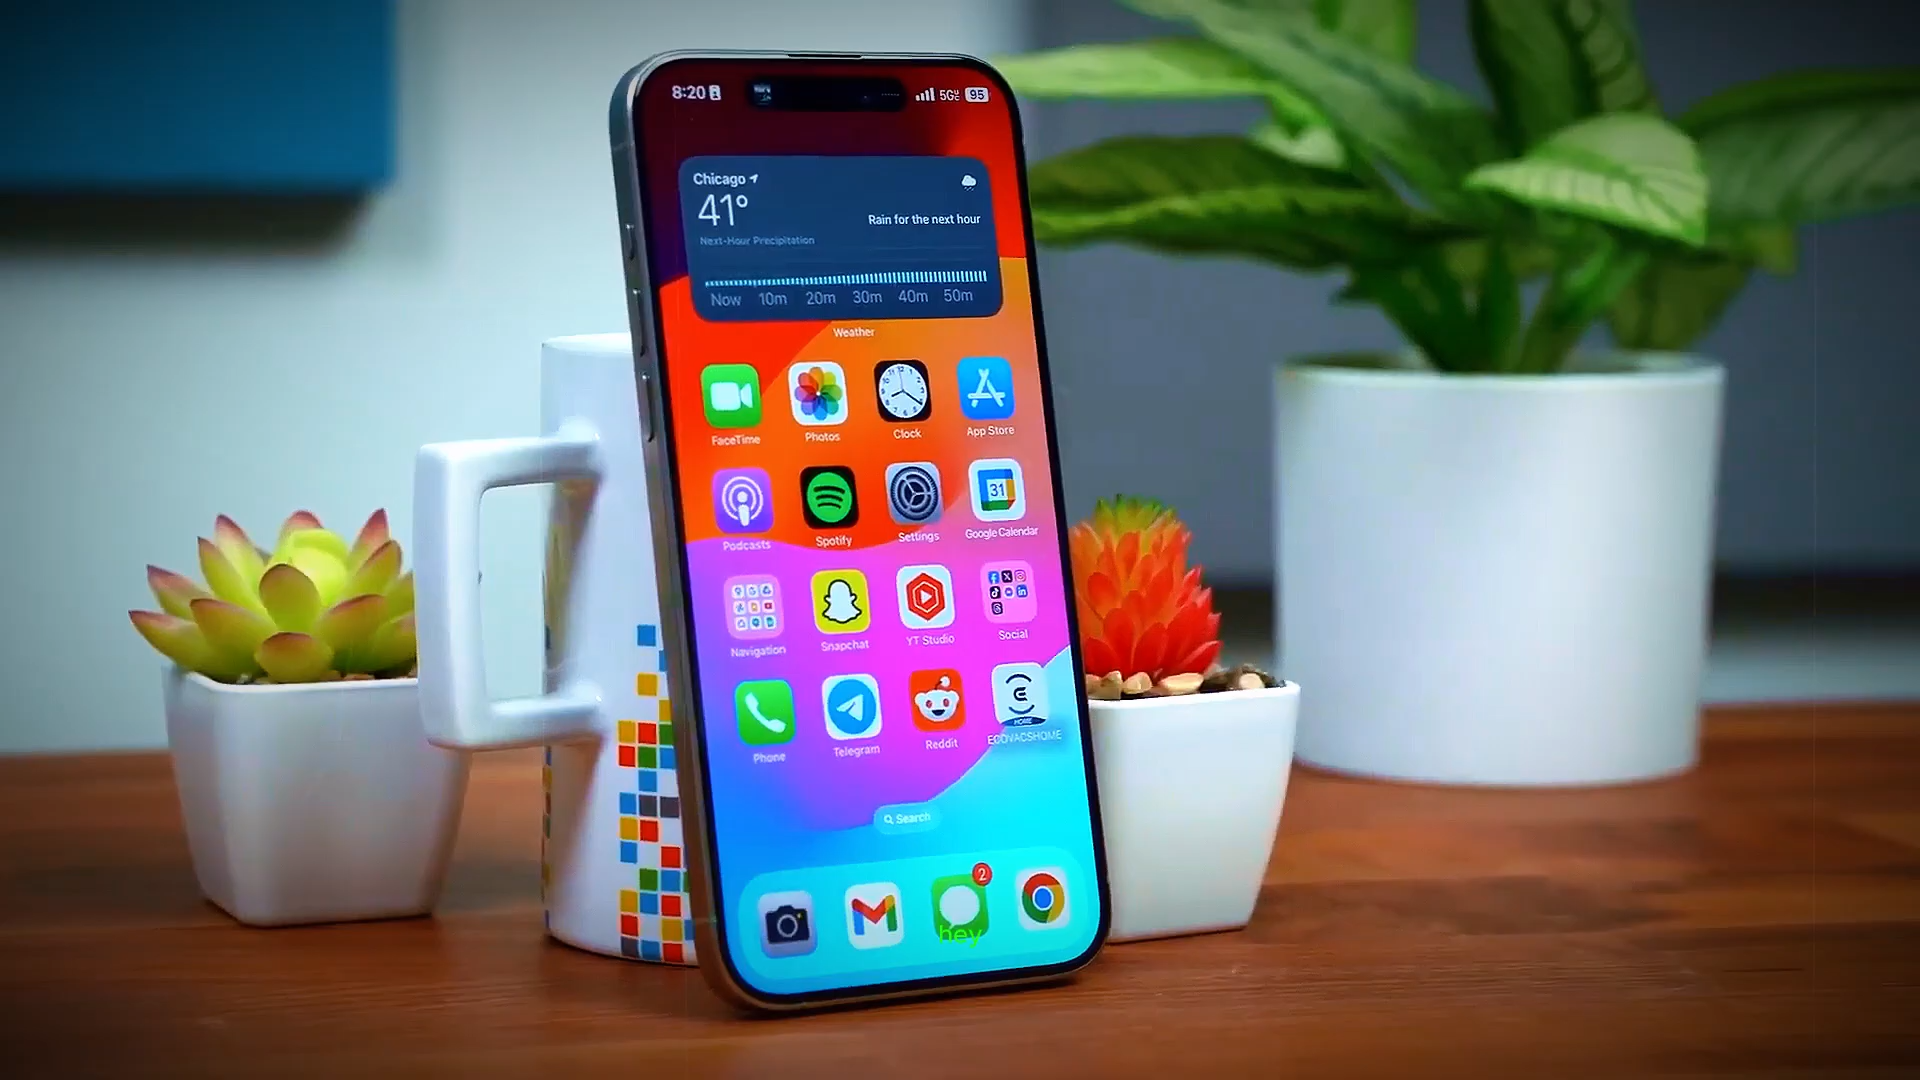 8:20
5G 95
Chicago
41°
Rain for the next hour
Next-Hour Precipitation
Now 10m 20m 30m 40m 50m
Weather
FaceTime Photos Clock App Store
31
Podcasts Spotify Settings Google Calendar
Navigation Snapchat YT Studio Social
HOME
Phone Telegram Reddit ECOVACSHOME
Search
2
hey